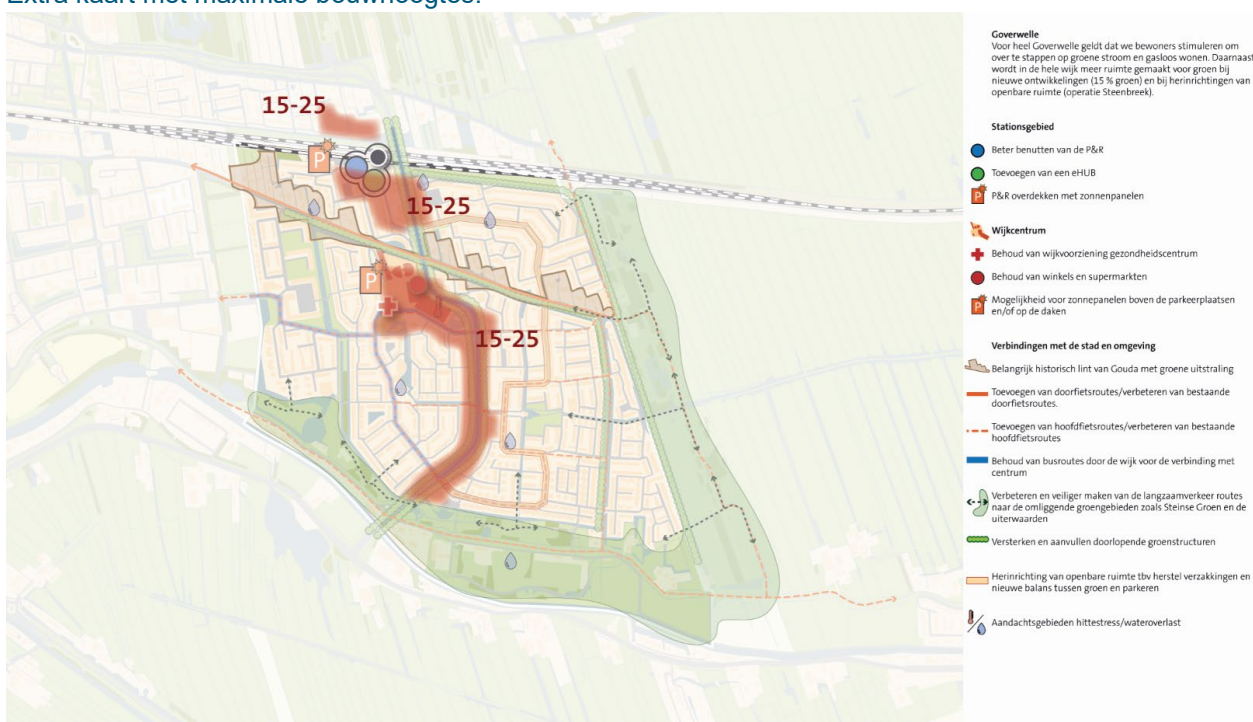 Extra kaart met maximale bouwhoogtes:
Goverwelle
Voor heel Goverwelle geldt dat we bewoners stimuleren om
over te stappen op groene stroom en gasloos wonen. Daarnaast
wordt in de hele wijk meer ruimte gemaakt voor groen bij
nieuwe ontwikkelingen (15 % groen) en bij herinrichtingen van
openbare ruimte (operatie Steenbreek).
15-25
Stationsgebied
Beter benutten van de P&R
Toevoegen van een eHUB
P
P&R overdekken met zonnenpanelen
P
15-25
Wijkcentrum
Behoud van wijkvoorziening gezondheidscentrum
Behoud van winkels en supermarkten
P
P
Mogelijkheid voor zonnepanelen boven de parkeerplaatsen
en/of op de daken
15-25
Verbindingen met de stad en omgeving
Belangrijk historisch lint van Gouda met groene uitstraling
Toevoegen van doorfietsroutes/verbeteren van bestaande
doorfietsroutes.
Toevoegen van hoofdfietsroutes/verbeteren van bestaande
hoofdfietsroutes
Behoud van busroutes door de wijk voor de verbinding met
centrum
Verbeteren en veiliger maken van de langzaamverkeer routes
naar de omliggende groengebieden zoals Steinse Groen en de
uiterwaarden
Versterken en aanvullen doorlopende groenstructuren
Herinrichting van openbare ruimte tbv herstel verzakkingen en
nieuwe balans tussen groen en parkeren
Aandachtsgebieden hittestress/wateroverlast